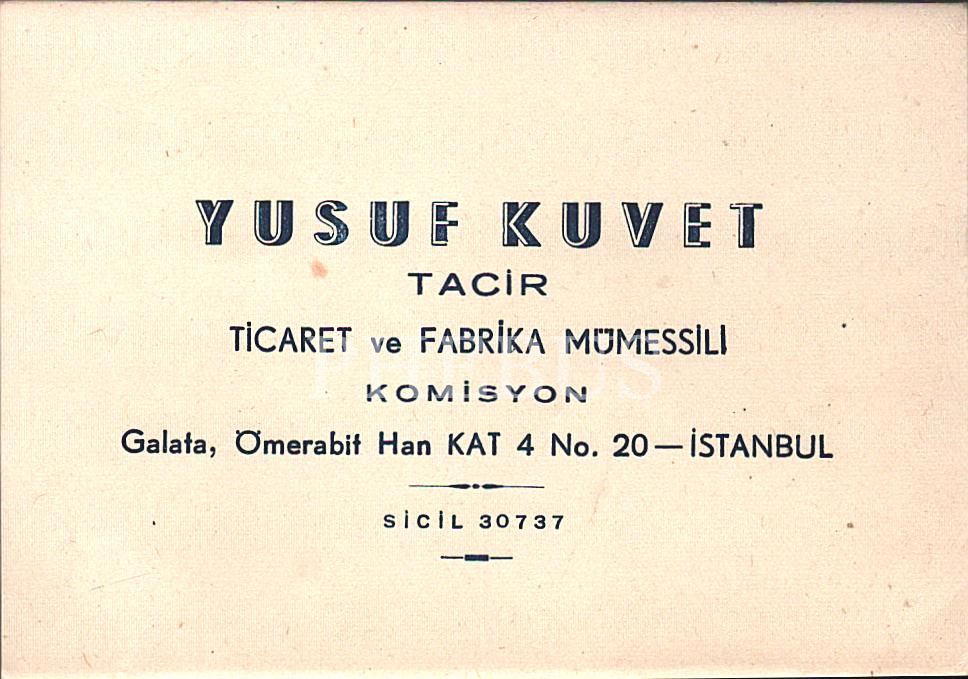 YUSUF KUVET
TACİR
TİCARET ve FABRİKA MÜMESSİLİ
PHEBUS
KOMİSYON
Galata, Ömerabit Han KAT 4 No. 20 — İSTANBUL
SİCİL 30737